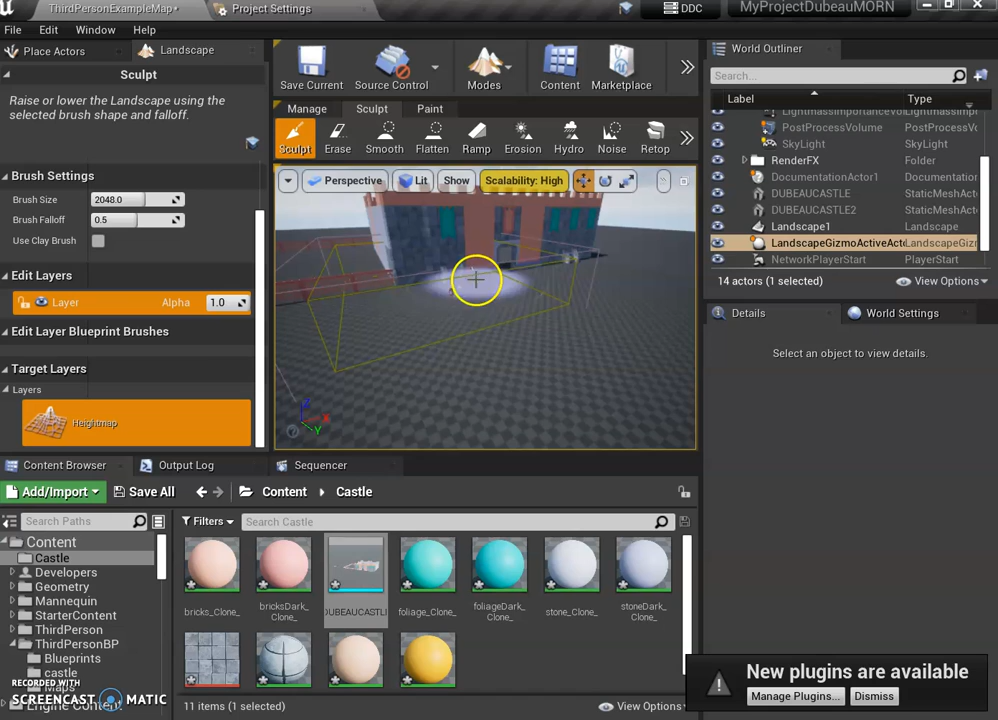 ThirdPersonExampleMap*
Project Settings
DDC
MyProjectDubeauMORN
File Edit Window Help
Place Actors
Landscape
Sculpt
Raise or lower the Landscape using the
selected brush shape and falloff.
Brush Settings
Brush Size 2048.0
Brush Falloff 0.5
Use Clay Brush
Edit Layers
Layer Alpha 1.0
Edit Layer Blueprint Brushes
Target Layers
Layers
Heightmap
Save Current
Source Control
Modes
Content
Marketplace
Manage Sculpt Paint
Sculpt Erase Smooth Flatten Ramp Erosion Hydro Noise Retop
Perspective Lit Show Scalability: High
Z
X
Y
World Outliner
Search...
Label Type
PostProcessVolume PostProcessVo
SkyLight SkyLight
RenderFX Folder
DocumentationActor1 Documentation
DUBEAUCASTLE StaticMeshActo
DUBEAUCASTLE2 StaticMeshActo
Landscape1 Landscape
LandscapeGizmoActiveActo LandscapeGizn
NetworkPlayerStart PlayerStart
14 actors (1 selected)
View Options
Details
World Settings
Select an object to view details.
Content Browser
Output Log
Sequencer
Add/Import
Save All
Content
Castle
Search Paths
Filters
Search Castle
Content
Castle
Developers
Geometry
Mannequin
StarterContent
ThirdPerson
ThirdPersonBP
Blueprints
castle
Maps
Engine Content
bricks_Clone_
bricksDark_
Clone_
DUBEAUCASTL
foliage_Clone_
foliageDark_
Clone_
stone_Clone_
stoneDark_
Clone_
11 items (1 selected)
View Options
RECORDED WITH
SCREENCAST MATIC
New plugins are available
Manage Plugins...
Dismiss